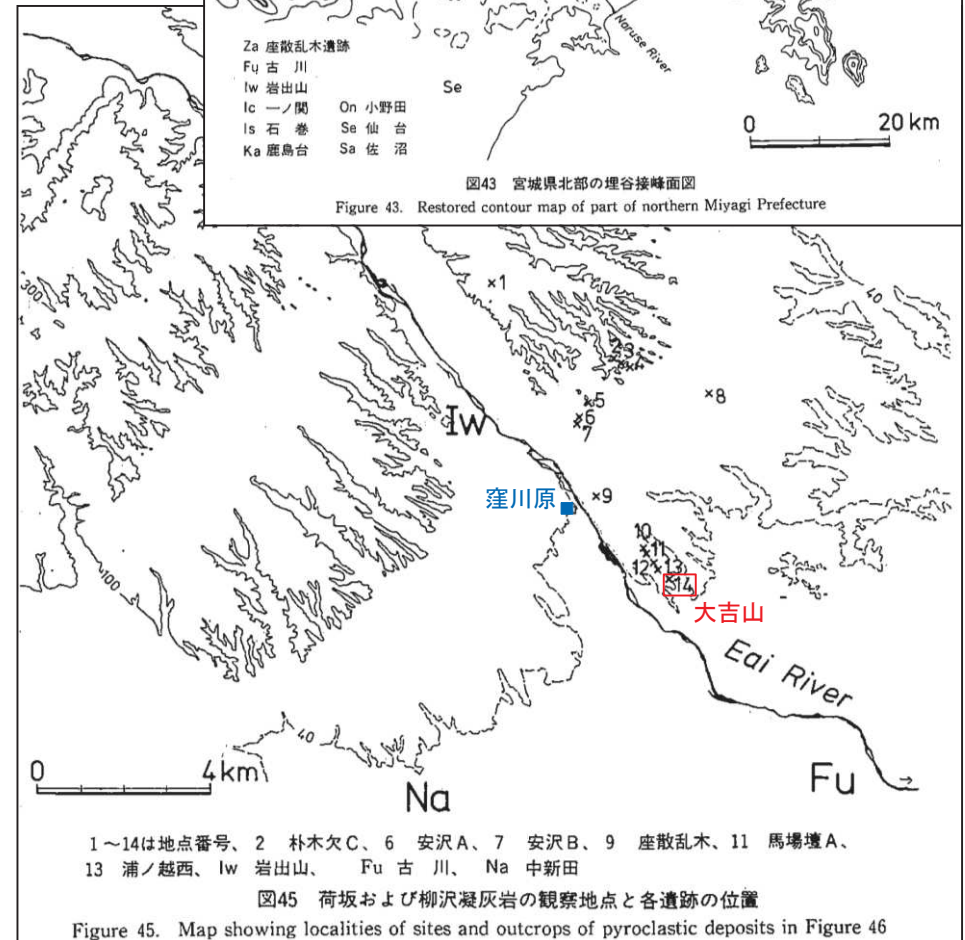 Naruse River
Za 座散乱木遺跡
Fu 古 川
Iw 岩出山
Ic 一ノ関 On 小野田
Is 石 巻 Se 仙 台
Ka 鹿島台 Sa 佐 沼
Se
0 20 km
図43 宮城県北部の埋谷接峰面図
Figure 43. Restored contour map of part of northern Miyagi Prefecture
300
×1
40
×5
×6
7
×8
Iw
窪川原
×9
10
×11
12 ×13
×14
大吉山
100
Eai River
40
0 4km
Na
Fu
1～14は地点番号、2 朴木欠C、6 安沢A、7 安沢B、9 座散乱木、11 馬場壇A、
13 浦ノ越西、Iw 岩出山、 Fu 古 川、Na 中新田
図45 荷坂および柳沢凝灰岩の観察地点と各遺跡の位置
Figure 45. Map showing localities of sites and outcrops of pyroclastic deposits in Figure 46